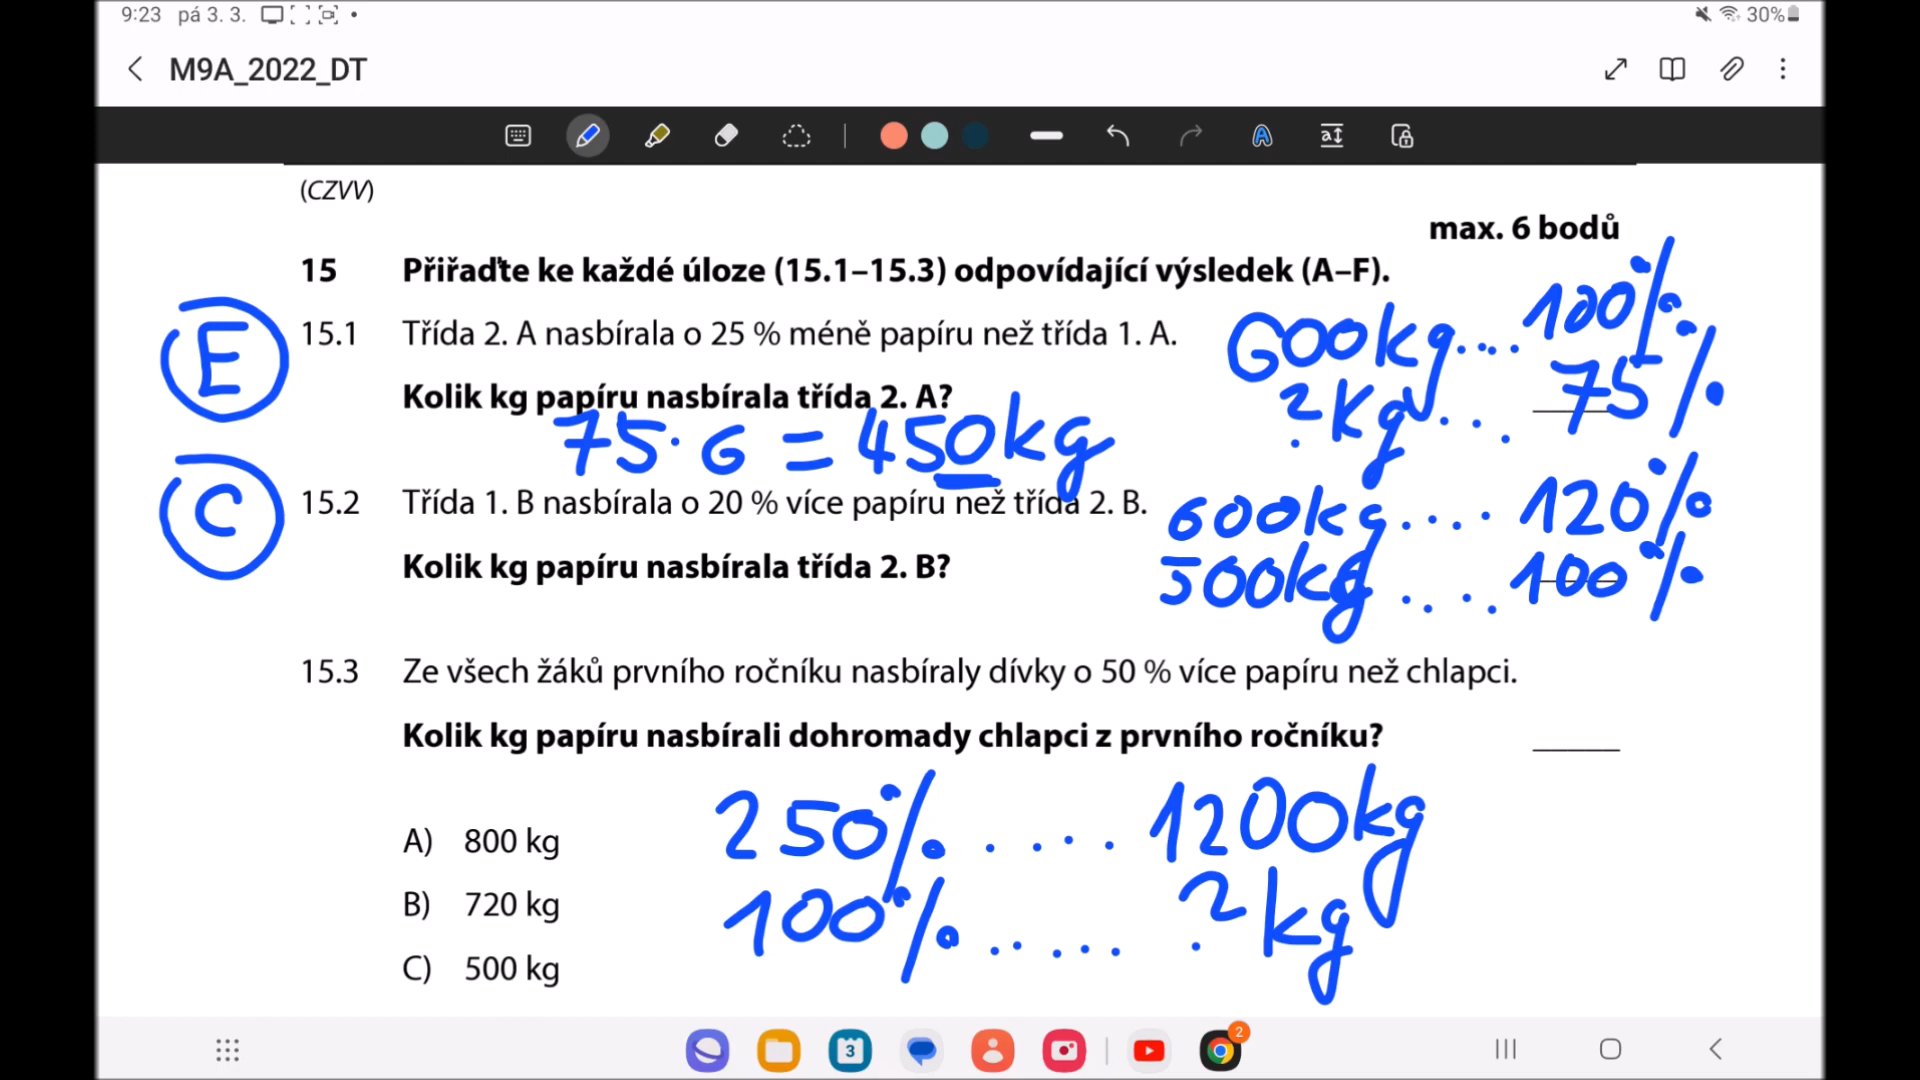 9:23 pá 3. 3.
30%
M9A_2022_DT
(CZVV)
max. 6 bodů
15 Přiřaďte ke každé úloze (15.1–15.3) odpovídající výsledek (A–F).
E 15.1 Třída 2. A nasbírala o 25 % méně papíru než třída 1. A.
600kg....100%
Kolik kg papíru nasbírala třída 2. A?
? kg.... 75%
75·6 = 450kg
C 15.2 Třída 1. B nasbírala o 20 % více papíru než třída 2. B.
600kg....120%
Kolik kg papíru nasbírala třída 2. B?
500kg....100%
15.3 Ze všech žáků prvního ročníku nasbíraly dívky o 50 % více papíru než chlapci.
Kolik kg papíru nasbírali dohromady chlapci z prvního ročníku?
250%....1200kg
A) 800 kg
100%..... ? kg
B) 720 kg
C) 500 kg
3
2